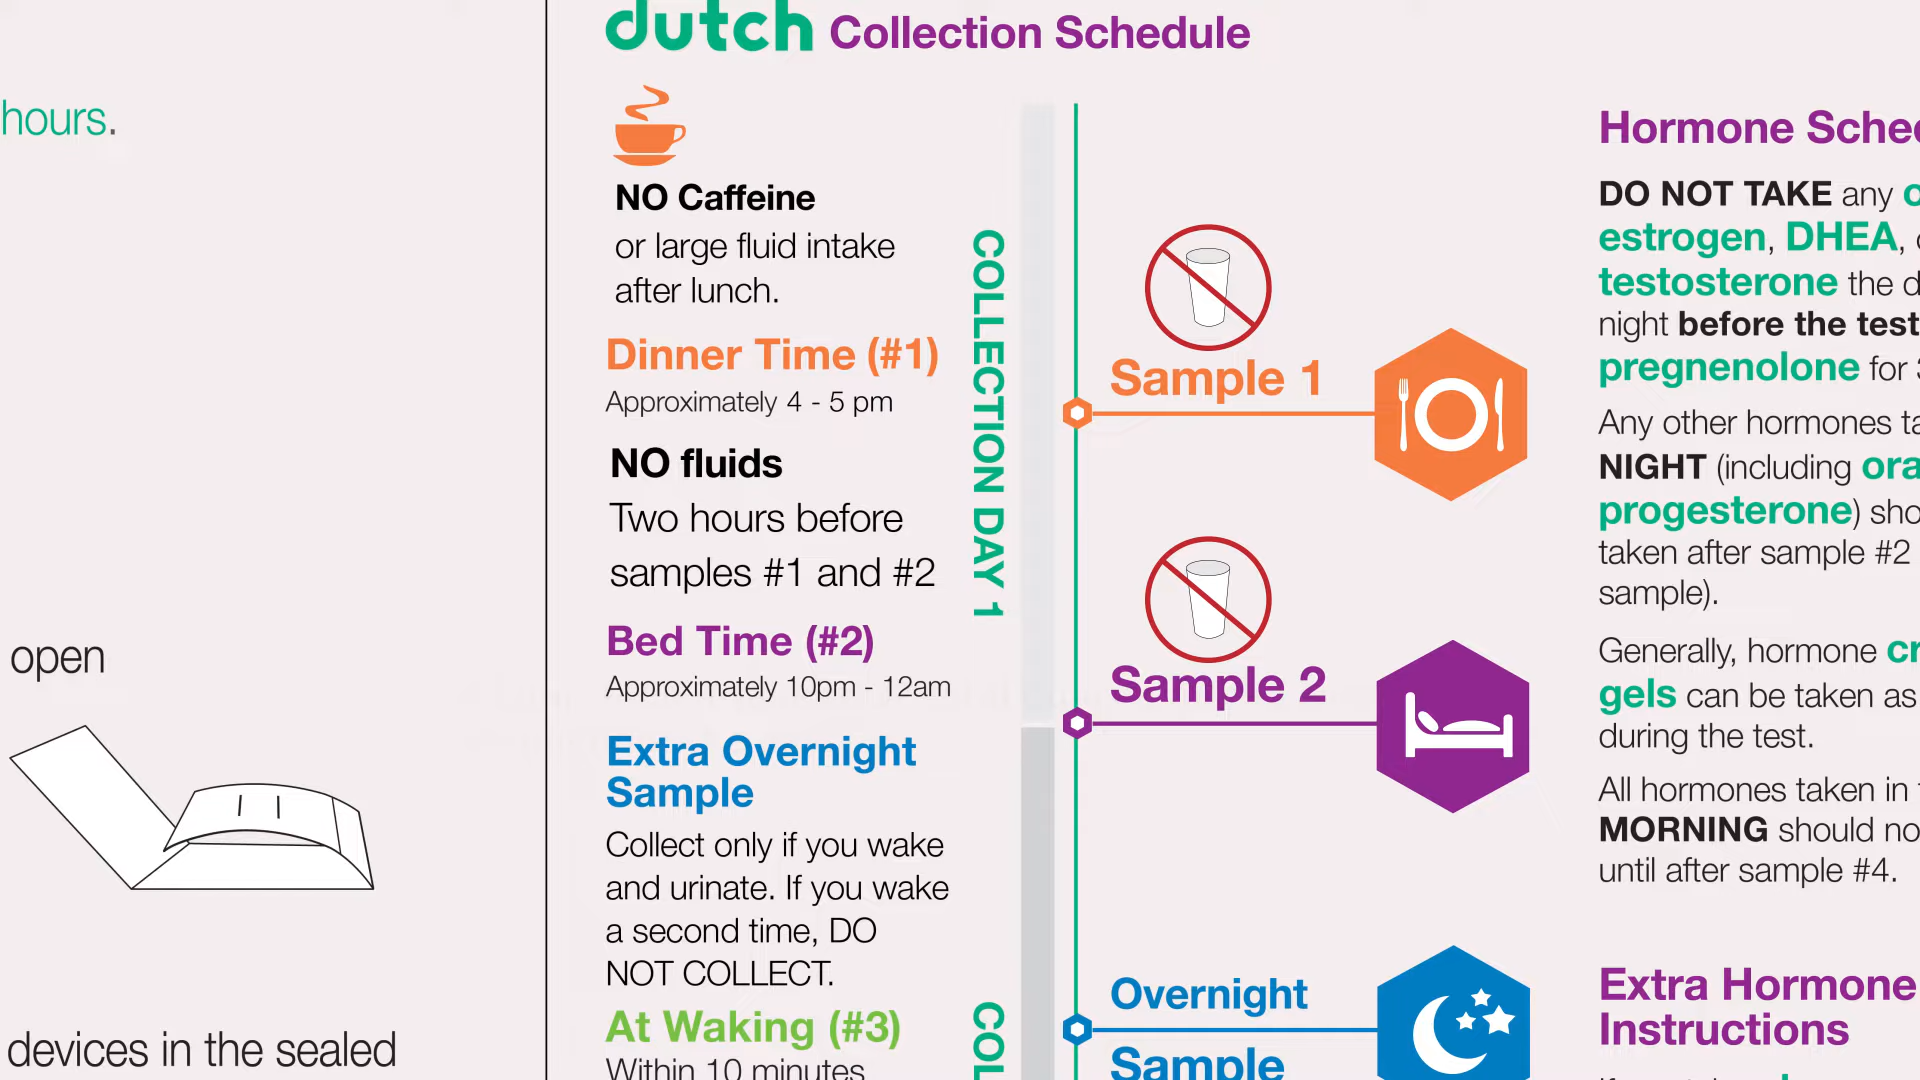 hours.
open
devices in the sealed
dutch Collection Schedule
NO Caffeine
or large fluid intake
after lunch.
Dinner Time (#1)
Approximately 4 - 5 pm
NO fluids
Two hours before
samples #1 and #2
Bed Time (#2)
Approximately 10pm - 12am
Extra Overnight
Sample
Collect only if you wake
and urinate. If you wake
a second time, DO
NOT COLLECT.
At Waking (#3)
Within 10 minutes
COLLECTION DAY 1
Sample 1
Sample 2
Overnight
Sample
Hormone
DO NOT TAKE any
estrogen, DHEA,
testosterone the
night before the test
pregnenolone for
Any other hormones
NIGHT (including
progesterone)
taken after sample #2
sample).
Generally, hormone
gels can be taken as
during the test.
All hormones taken in
MORNING should
until after sample #4.
Extra Hormone
Instructions